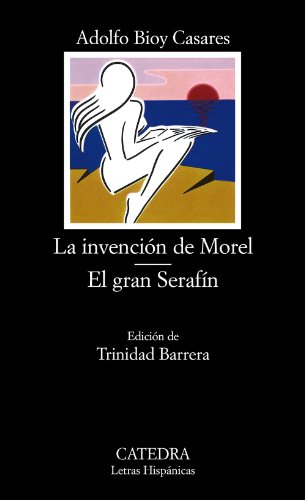 Adolfo Bioy Casares
La invención de Morel
El gran Serafín
Edición de
Trinidad Barrera
CATEDRA
Letras Hispánicas